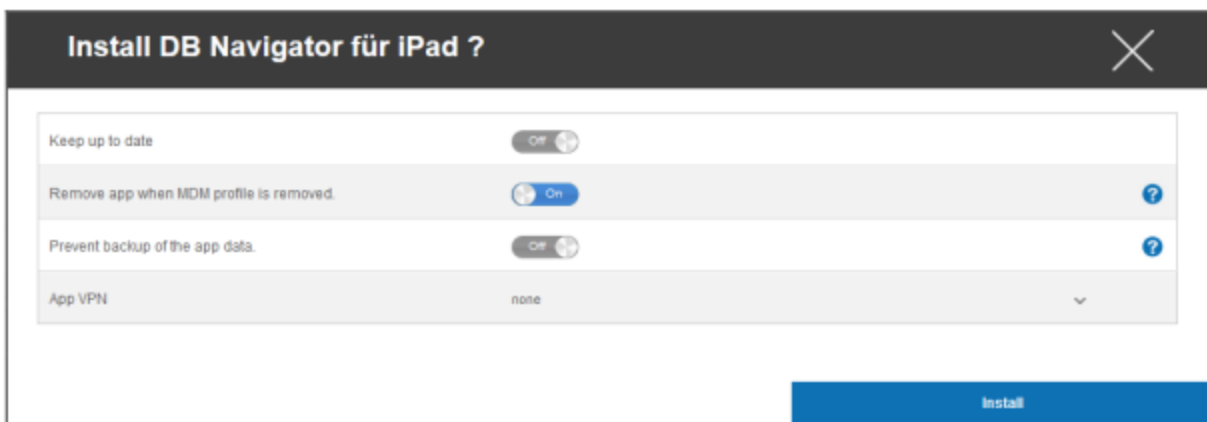 Install DB Navigator für iPad ?
Keep up to date Off
Remove app when MDM profile is removed. On ?
Prevent backup of the app data. Off ?
App VPN none
Install